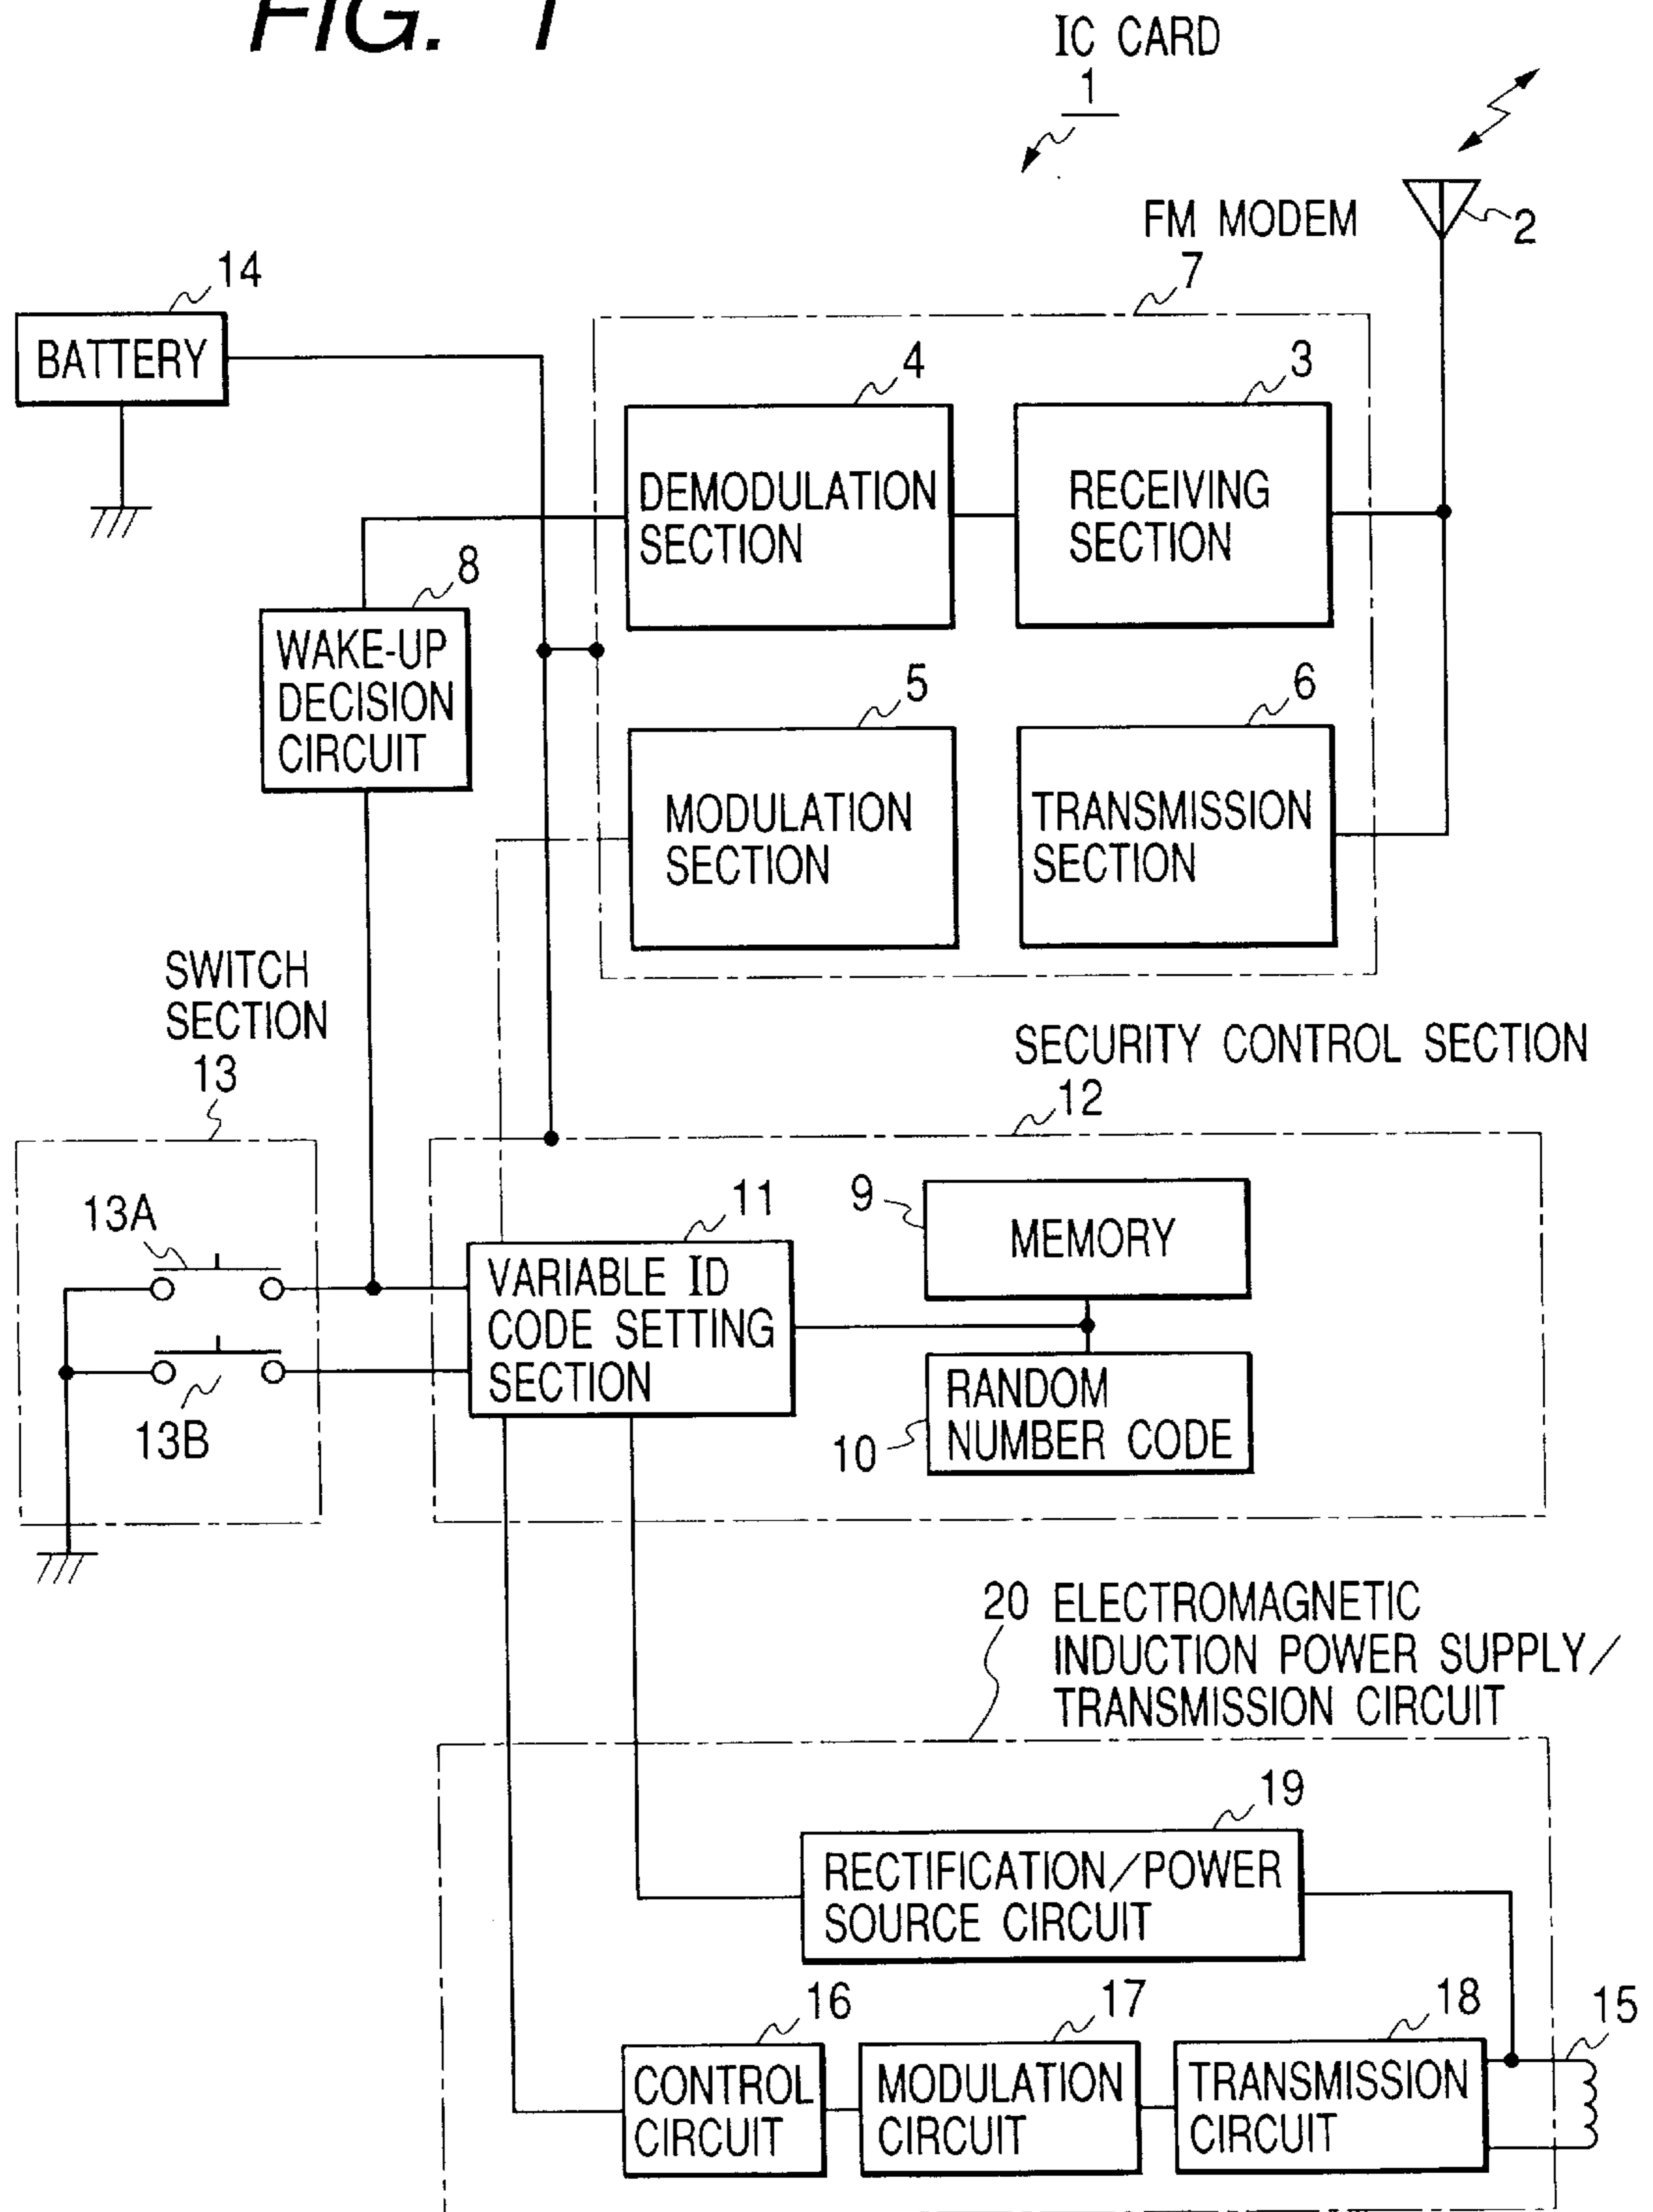 FIG. 1
IC CARD
1
2
FM MODEM
7
14
BATTERY
4
3
DEMODULATION
SECTION
RECEIVING
SECTION
8
WAKE-UP
DECISION
CIRCUIT
5
6
MODULATION
SECTION
TRANSMISSION
SECTION
SWITCH
SECTION
13
SECURITY CONTROL SECTION
12
13A
13B
11
VARIABLE ID
CODE SETTING
SECTION
9
MEMORY
10
RANDOM
NUMBER CODE
20 ELECTROMAGNETIC
INDUCTION POWER SUPPLY/
TRANSMISSION CIRCUIT
19
RECTIFICATION/POWER
SOURCE CIRCUIT
16
CONTROL
CIRCUIT
17
MODULATION
CIRCUIT
18
TRANSMISSION
CIRCUIT
15